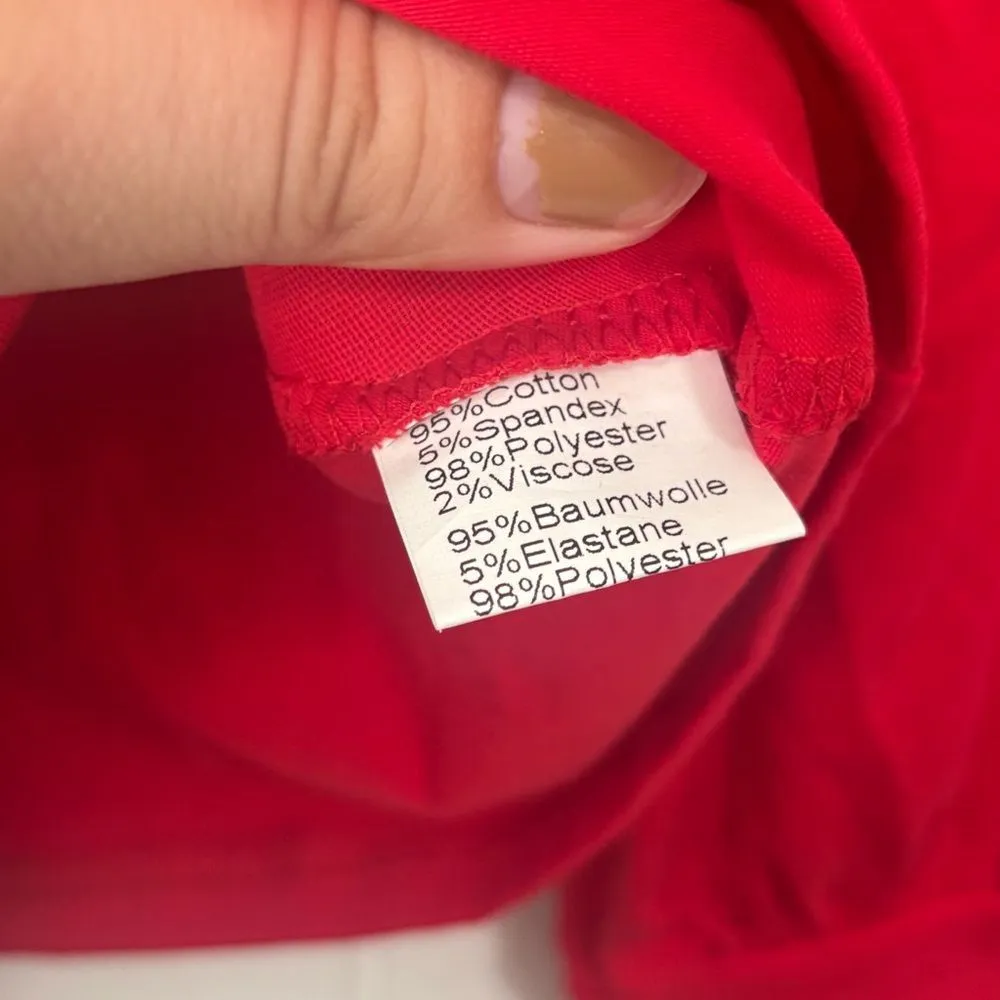 95%Cotton
5%Spandex
98%Polyester
2%Viscose
95%Baumwolle
5%Elastane
98%Polyester